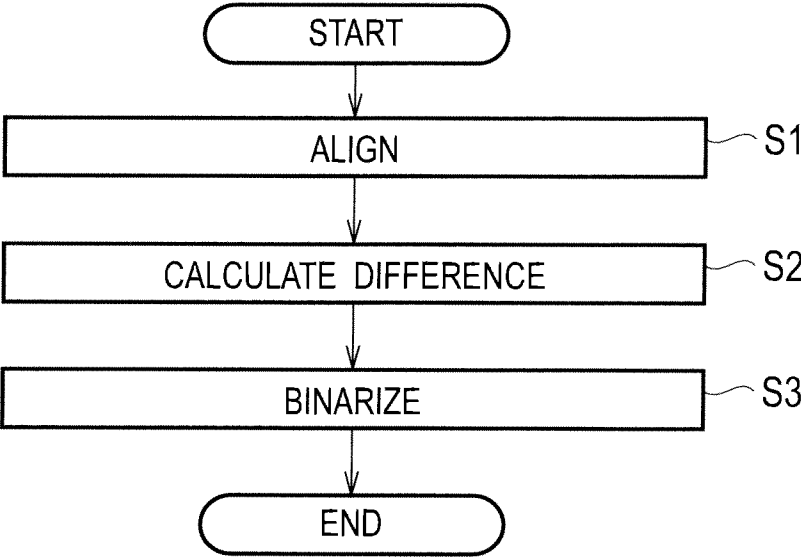 START
ALIGN
S1
CALCULATE DIFFERENCE
S2
BINARIZE
S3
END